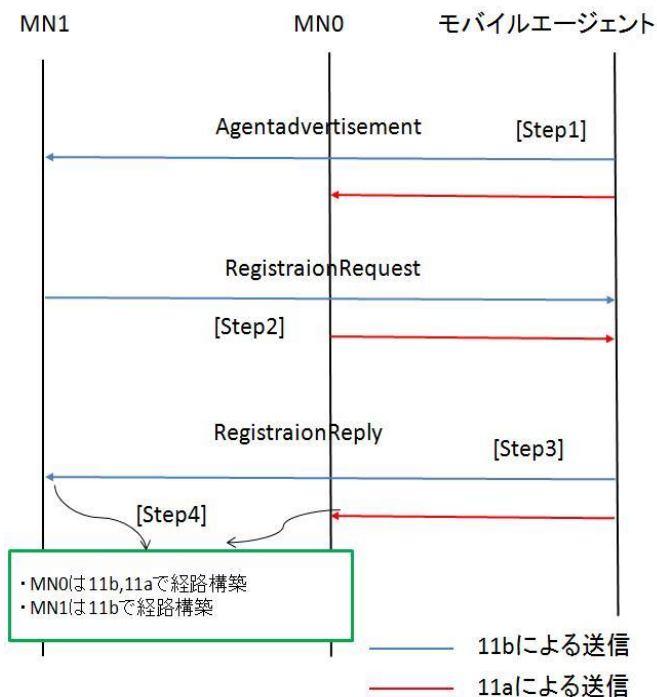 MN1 MN0 モバイルエージェント
Agentadvertisement [Step1]
RegistraionRequest
[Step2]
RegistraionReply
[Step3]
[Step4]
・MN0は11b,11aで経路構築
・MN1は11bで経路構築
11bによる送信
11aによる送信